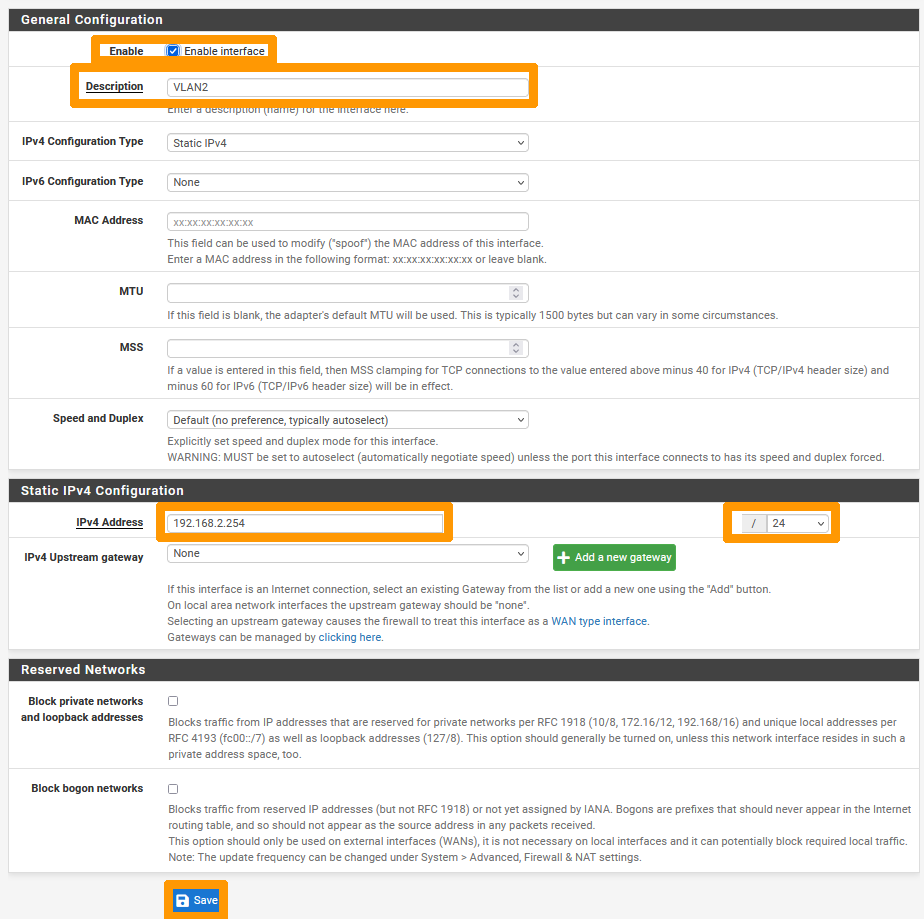 General Configuration
Enable Enable interface
Description VLAN2
Enter a description (name) for the interface here.
IPv4 Configuration Type Static IPv4
IPv6 Configuration Type None
MAC Address xx:xx:xx:xx:xx:xx
This field can be used to modify ("spoof") the MAC address of this interface.
Enter a MAC address in the following format: xx:xx:xx:xx:xx:xx or leave blank.
MTU
If this field is blank, the adapter's default MTU will be used. This is typically 1500 bytes but can vary in some circumstances.
MSS
If a value is entered in this field, then MSS clamping for TCP connections to the value entered above minus 40 for IPv4 (TCP/IPv4 header size) and
minus 60 for IPv6 (TCP/IPv6 header size) will be in effect.
Speed and Duplex Default (no preference, typically autoselect)
Explicitly set speed and duplex mode for this interface.
WARNING: MUST be set to autoselect (automatically negotiate speed) unless the port this interface connects to has its speed and duplex forced.
Static IPv4 Configuration
IPv4 Address 192.168.2.254 / 24
IPv4 Upstream gateway None Add a new gateway
If this interface is an Internet connection, select an existing Gateway from the list or add a new one using the "Add" button.
On local area network interfaces the upstream gateway should be "none".
Selecting an upstream gateway causes the firewall to treat this interface as a WAN type interface.
Gateways can be managed by clicking here.
Reserved Networks
Block private networks
and loopback addresses
Blocks traffic from IP addresses that are reserved for private networks per RFC 1918 (10/8, 172.16/12, 192.168/16) and unique local addresses per
RFC 4193 (fc00::/7) as well as loopback addresses (127/8). This option should generally be turned on, unless this network interface resides in such a
private address space, too.
Block bogon networks
Blocks traffic from reserved IP addresses (but not RFC 1918) or not yet assigned by IANA. Bogons are prefixes that should never appear in the Internet
routing table, and so should not appear as the source address in any packets received.
This option should only be used on external interfaces (WANs), it is not necessary on local interfaces and it can potentially block required local traffic.
Note: The update frequency can be changed under System > Advanced, Firewall & NAT settings.
Save